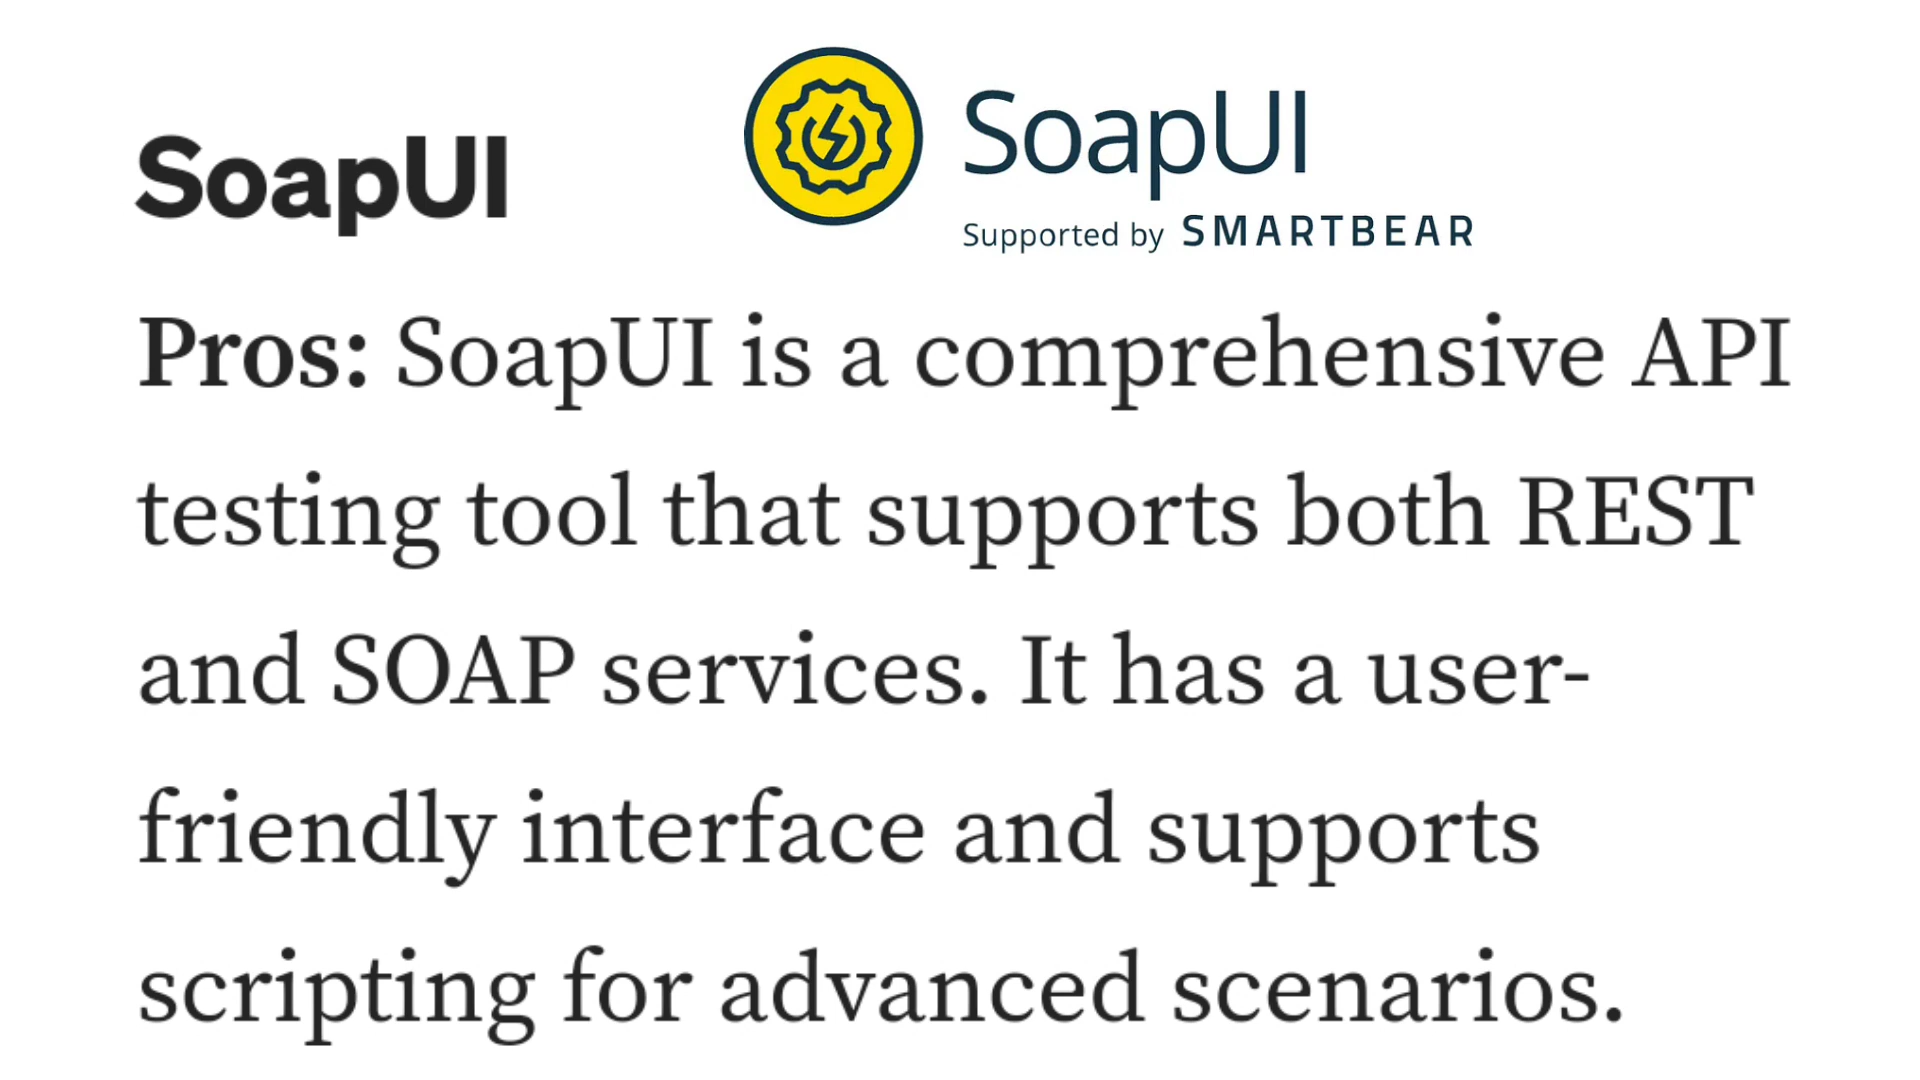 SoapUI
SoapUI
Supported by SMARTBEAR
Pros: SoapUI is a comprehensive API
testing tool that supports both REST
and SOAP services. It has a user-
friendly interface and supports
scripting for advanced scenarios.